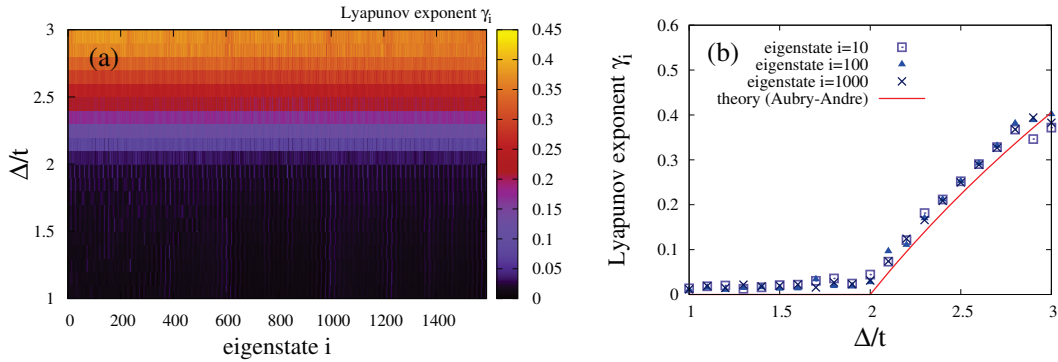 Lyapunov exponent γi
(a)
3
2.5
2
1.5
1
Δ/t
0 200 400 600 800 1000 1200 1400
eigenstate i
0.45
0.4
0.35
0.3
0.25
0.2
0.15
0.1
0.05
0
(b)
eigenstate i=10
eigenstate i=100
eigenstate i=1000
theory (Aubry-Andre)
Lyapunov exponent γi
0.6
0.5
0.4
0.3
0.2
0.1
0
1 1.5 2 2.5 3
Δ/t